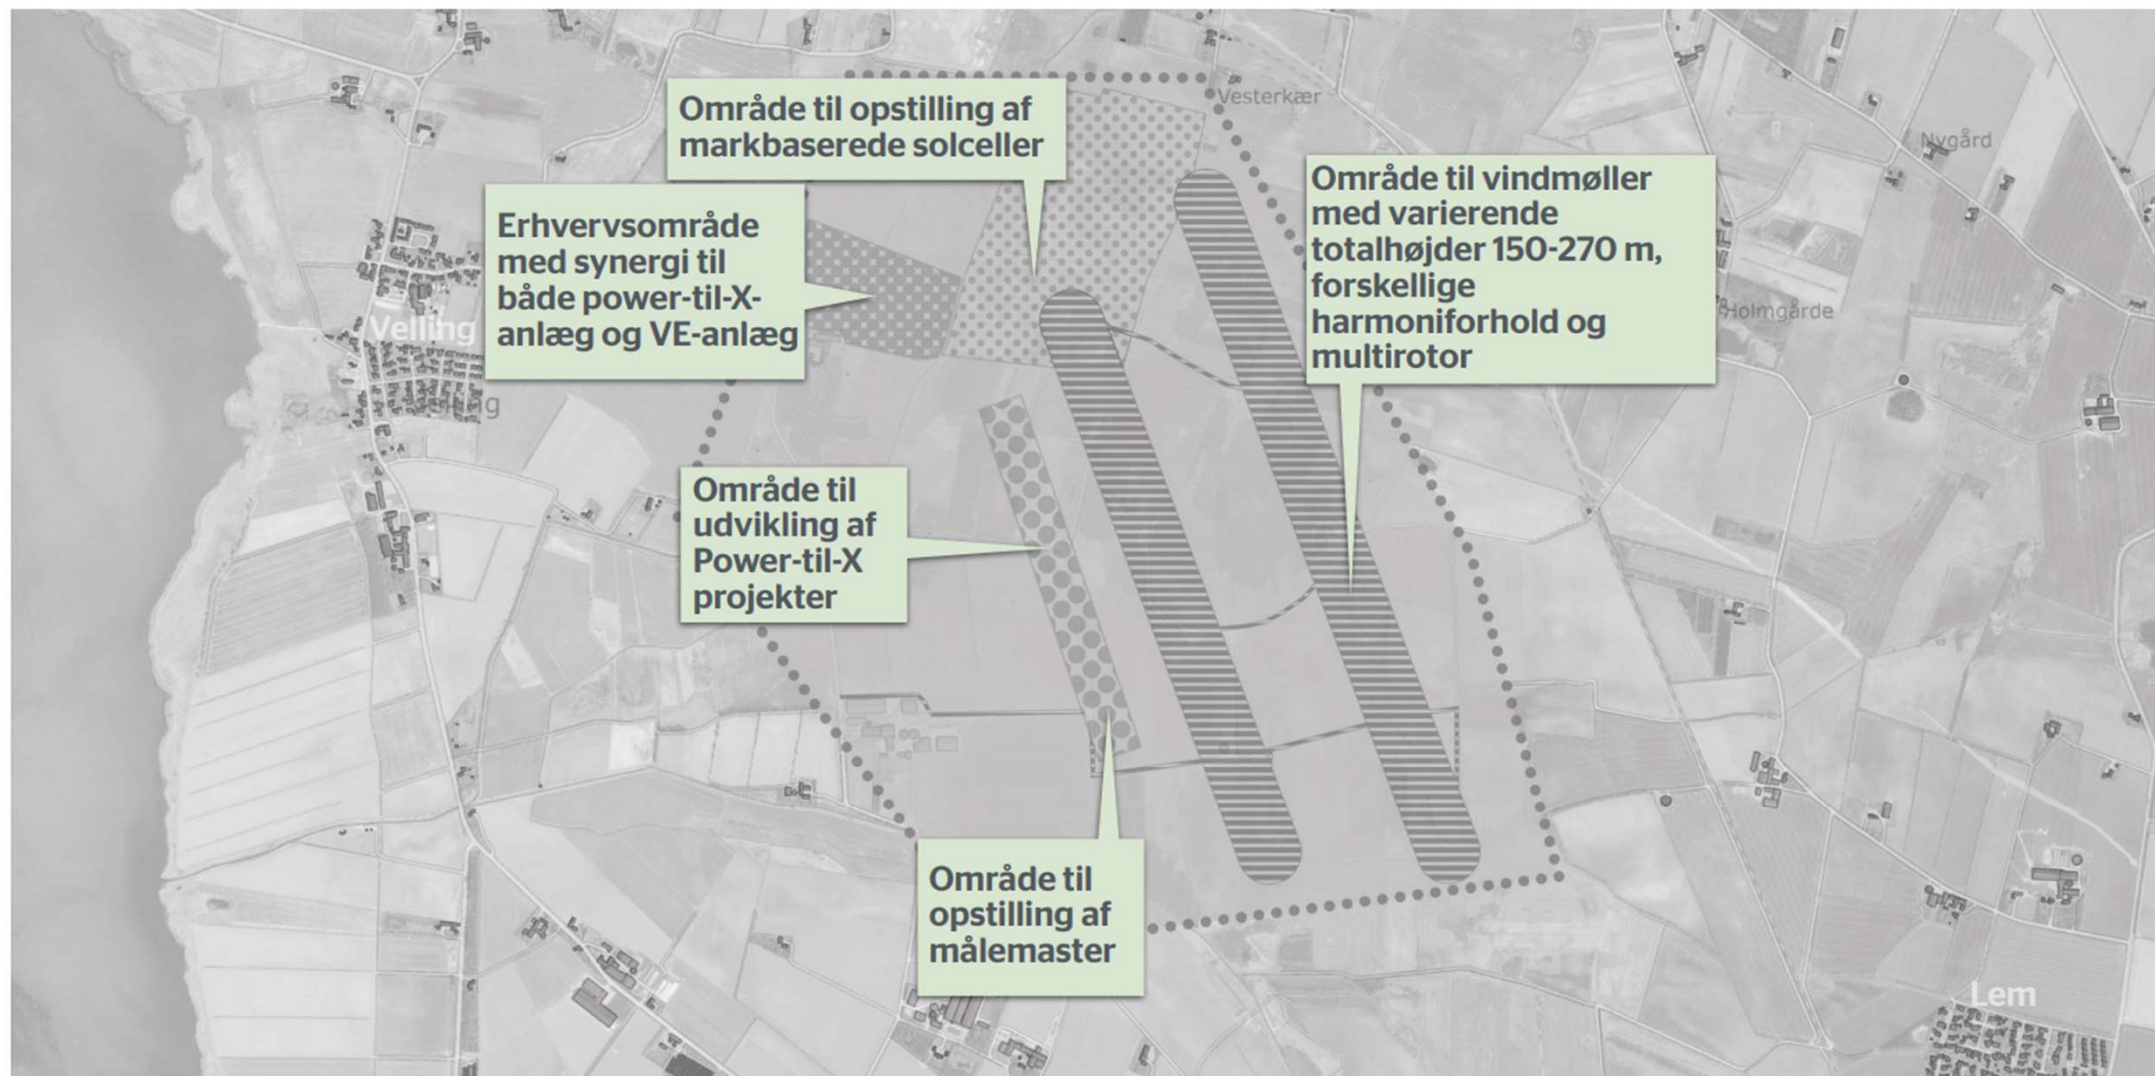 Område til opstilling af
markbaserede solceller
Vesterkær
Nygård
Område til vindmøller
med varierende
totalhøjder 150-270 m,
forskellige
harmoniforhold og
multirotor
Erhvervsområde
med synergi til
både power-til-X-
anlæg og VE-anlæg
Velling
Holmgårde
Område til
udvikling af
Power-til-X
projekter
Område til
opstilling af
målemaster
Lem